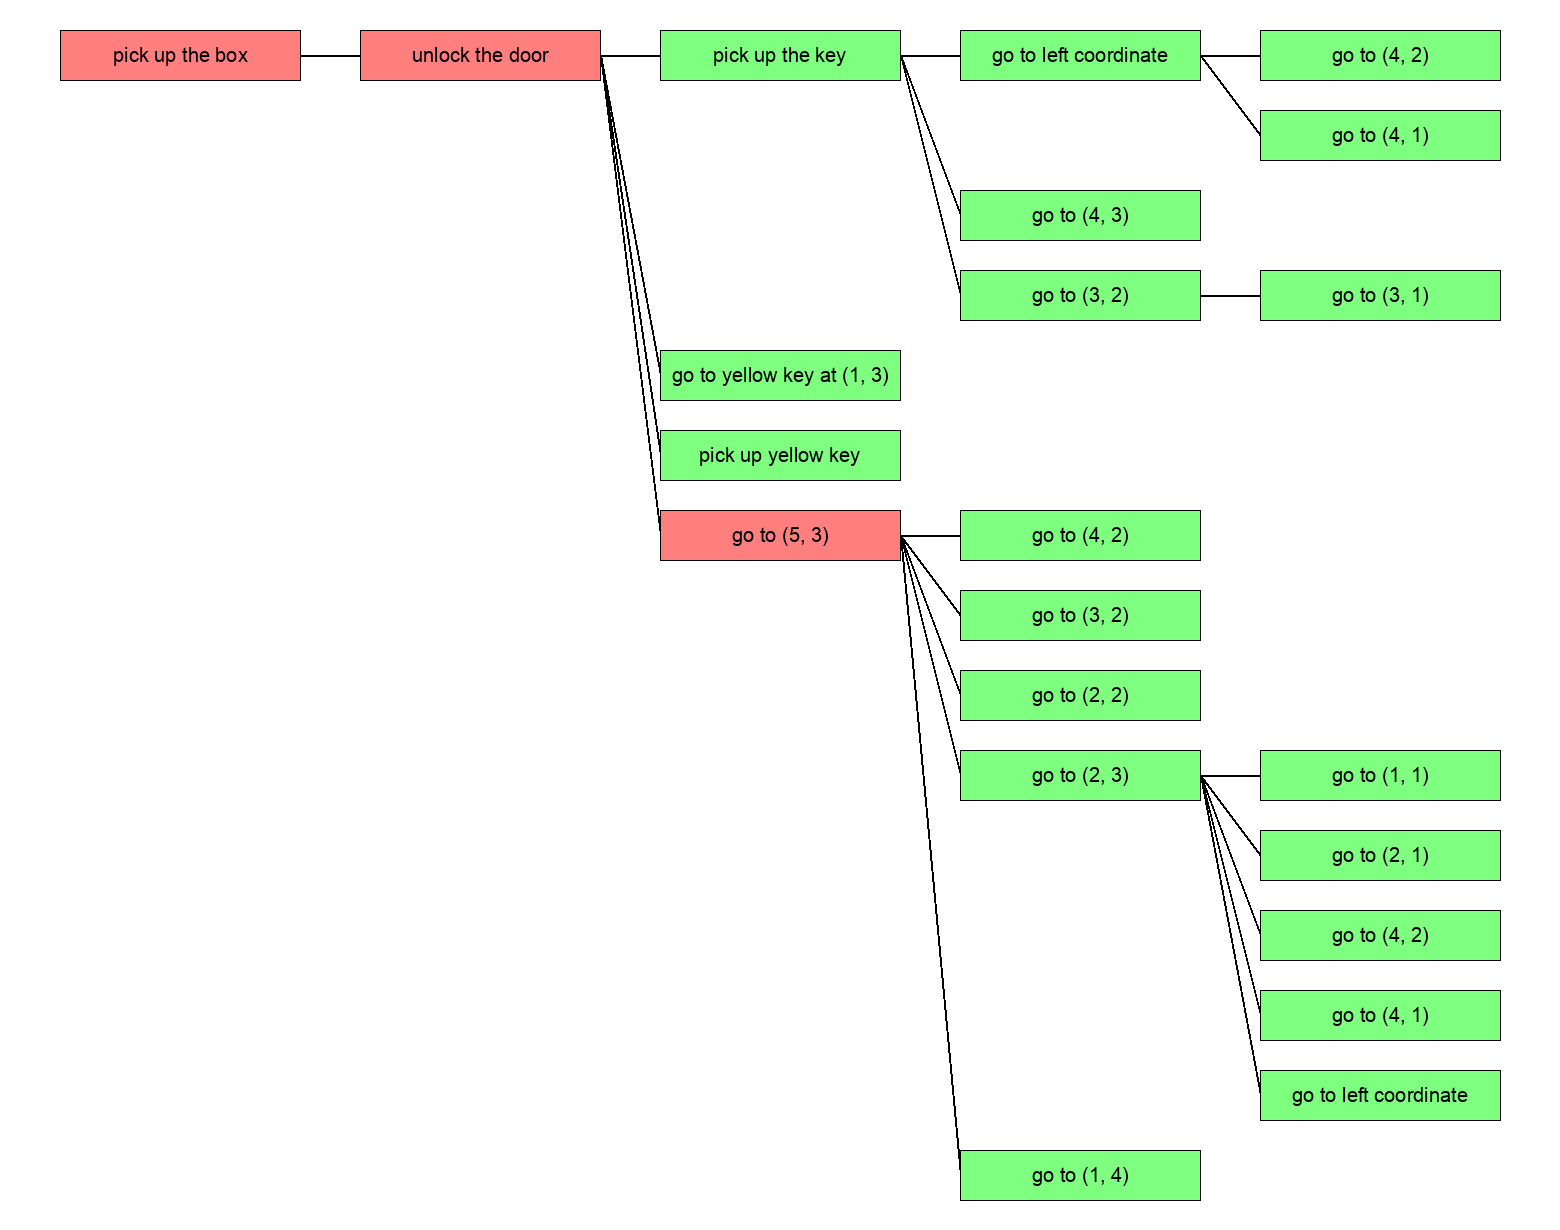 pick up the box
unlock the door
pick up the key
go to left coordinate
go to (4, 2)
go to (4, 1)
go to (4, 3)
go to (3, 2)
go to (3, 1)
go to yellow key at (1, 3)
pick up yellow key
go to (5, 3)
go to (4, 2)
go to (3, 2)
go to (2, 2)
go to (2, 3)
go to (1, 1)
go to (2, 1)
go to (4, 2)
go to (4, 1)
go to left coordinate
go to (1, 4)